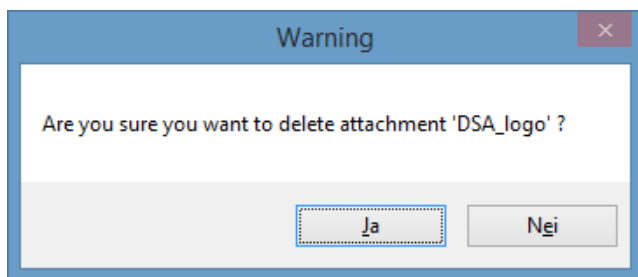 Warning
Are you sure you want to delete attachment 'DSA_logo' ?
Ja
Nei